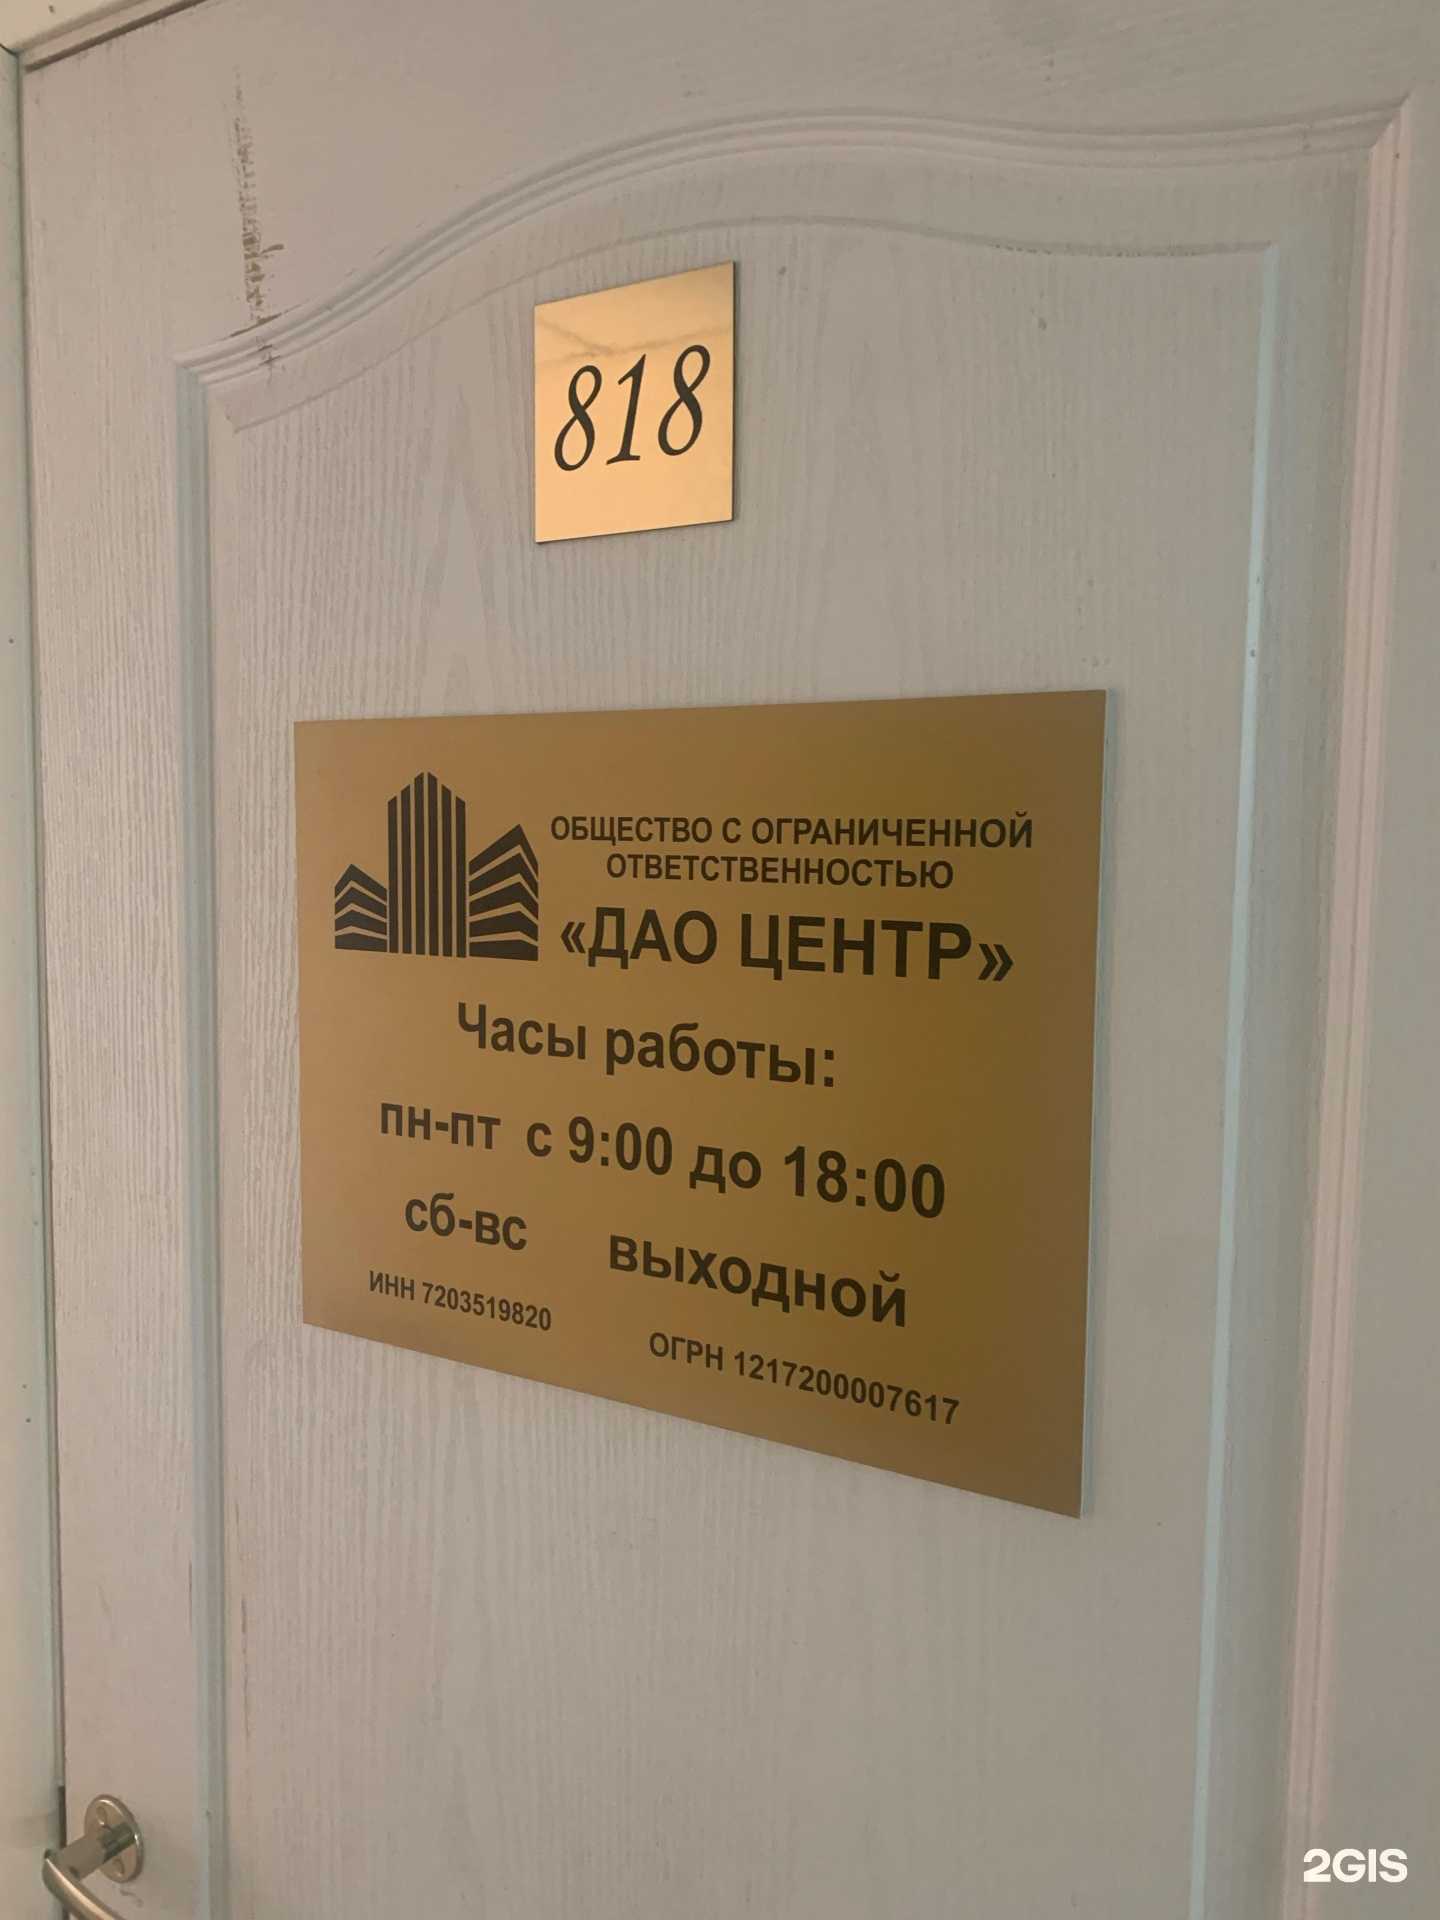 818
ОБЩЕСТВО С ОГРАНИЧЕННОЙ
ОТВЕТСТВЕННОСТЬЮ
«ДАО ЦЕНТР»
Часы работы:
пн-пт с 9:00 до 18:00
сб-вс выходной
ИНН 7203519820 ОГРН 1217200007617
2GIS